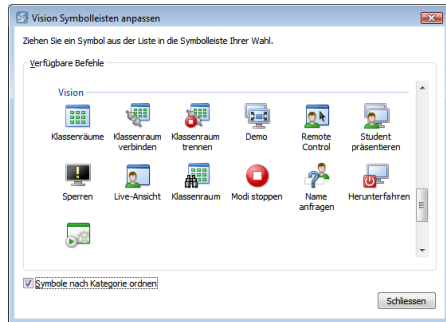 Vision Symbolleisten anpassen
Ziehen Sie ein Symbol aus der Liste in die Symbolleiste Ihrer Wahl.
Verfügbare Befehle
Vision
Klassenräume Klassenraum verbinden Klassenraum trennen Demo Remote Control Student präsentieren
Sperren Live-Ansicht Klassenraum Modi stoppen Name anfragen Herunterfahren
Symbole nach Kategorie ordnen
Schliessen